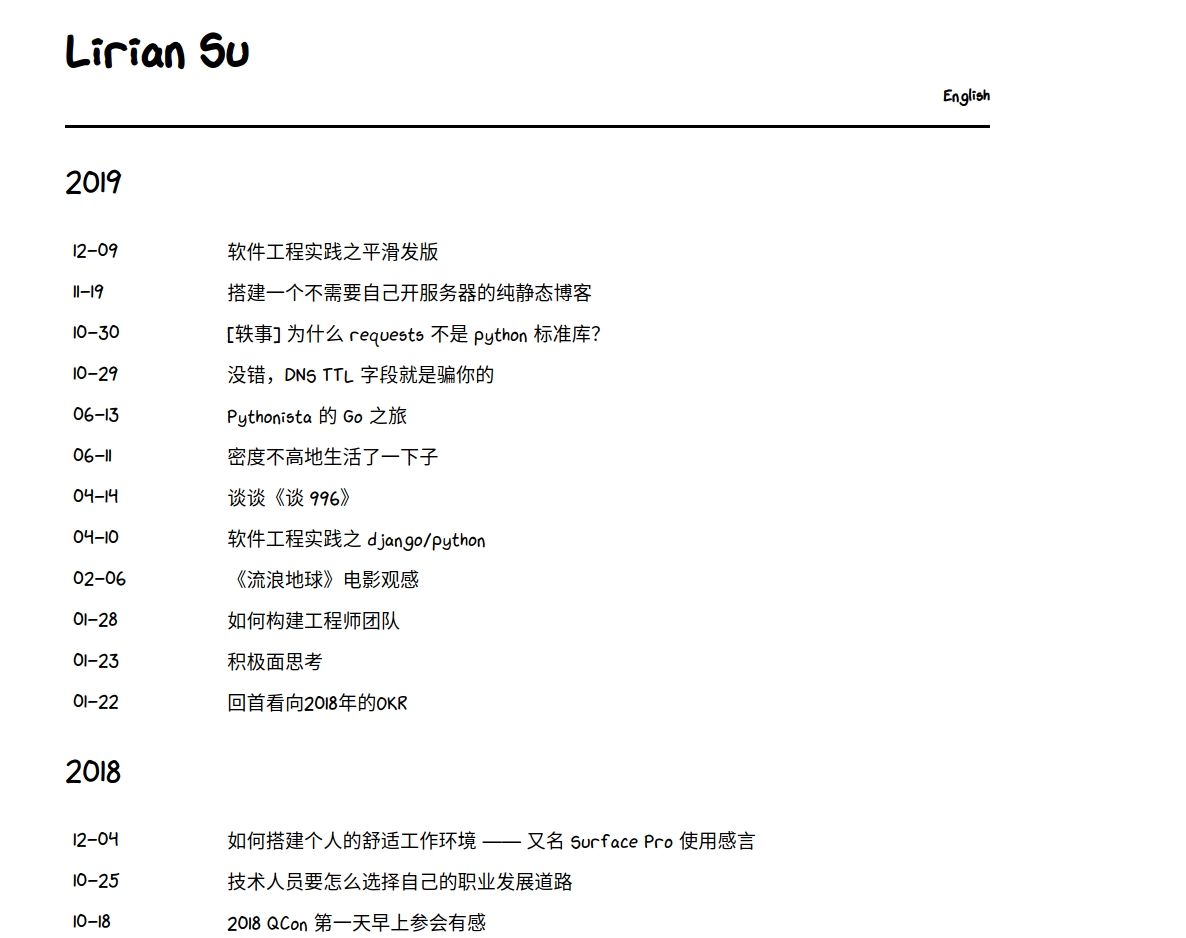 Lirian Su
English
2019
12-09 软件工程实践之平滑发版
11-19 搭建一个不需要自己开服务器的纯静态博客
10-30 [轶事] 为什么 requests 不是 python 标准库？
10-29 没错，DNS TTL 字段就是骗你的
06-13 Pythonista 的 Go 之旅
06-11 密度不高地生活了一下子
04-14 谈谈《谈 996》
04-10 软件工程实践之 django/python
02-06 《流浪地球》电影观感
01-28 如何构建工程师团队
01-23 积极面思考
01-22 回首看向2018年的OKR
2018
12-04 如何搭建个人的舒适工作环境 —— 又名 Surface Pro 使用感言
10-25 技术人员要怎么选择自己的职业发展道路
10-18 2018 QCon 第一天早上参会有感